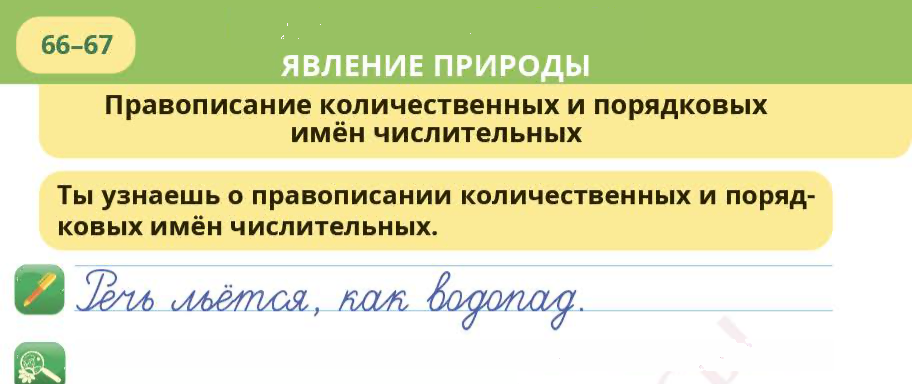 66–67
ЯВЛЕНИЕ ПРИРОДЫ
Правописание количественных и порядковых
имён числительных
Ты узнаешь о правописании количественных и поряд-
ковых имён числительных.
Речь льётся, как водопад.